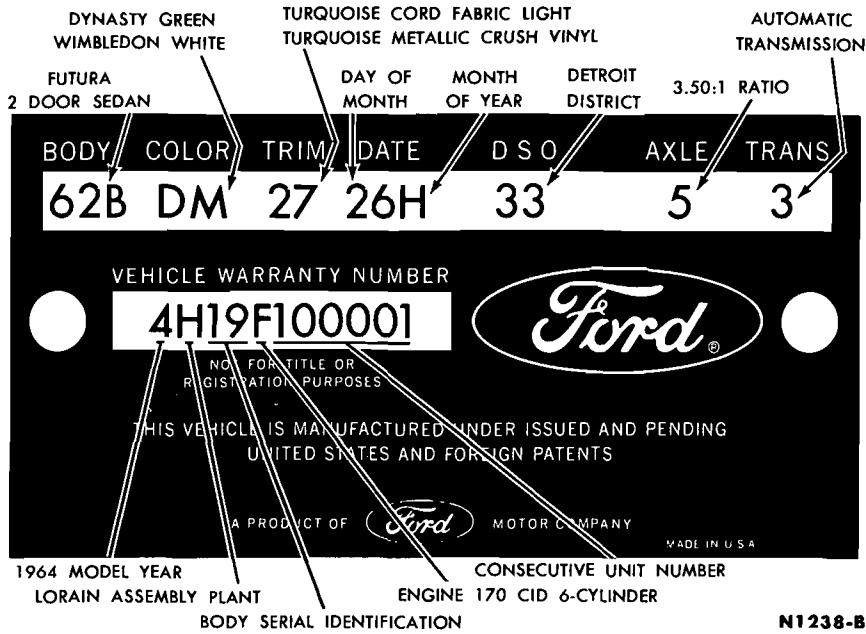 DYNASTY GREEN
WIMBLEDON WHITE
TURQUOISE CORD FABRIC LIGHT
TURQUOISE METALLIC CRUSH VINYL
AUTOMATIC
TRANSMISSION
FUTURA
2 DOOR SEDAN
DAY OF
MONTH
MONTH
OF YEAR
DETROIT
DISTRICT
3.50:1 RATIO
BODY COLOR TRIM DATE DSO AXLE TRANS
62B DM 27 26H 33 5 3
VEHICLE WARRANTY NUMBER
4H19F100001
Ford ®
NOT FOR TITLE OR
REGISTRATION PURPOSES
THIS VEHICLE IS MANUFACTURED UNDER ISSUED AND PENDING
UNITED STATES AND FOREIGN PATENTS
A PRODUCT OF Ford MOTOR COMPANY
MADE IN U S A
1964 MODEL YEAR
LORAIN ASSEMBLY PLANT
BODY SERIAL IDENTIFICATION
ENGINE 170 CID 6-CYLINDER
CONSECUTIVE UNIT NUMBER
N1238-B